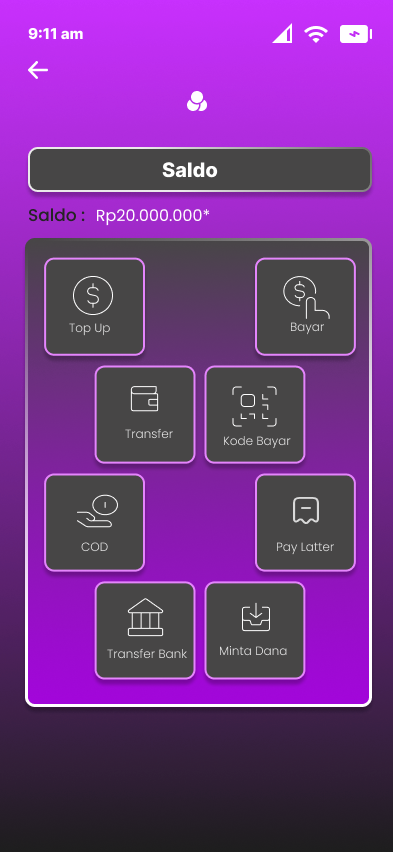 9:11 am
Saldo
Saldo : Rp20.000.000*
Top Up
Bayar
Transfer
Kode Bayar
COD
Pay Latter
Transfer Bank
Minta Dana